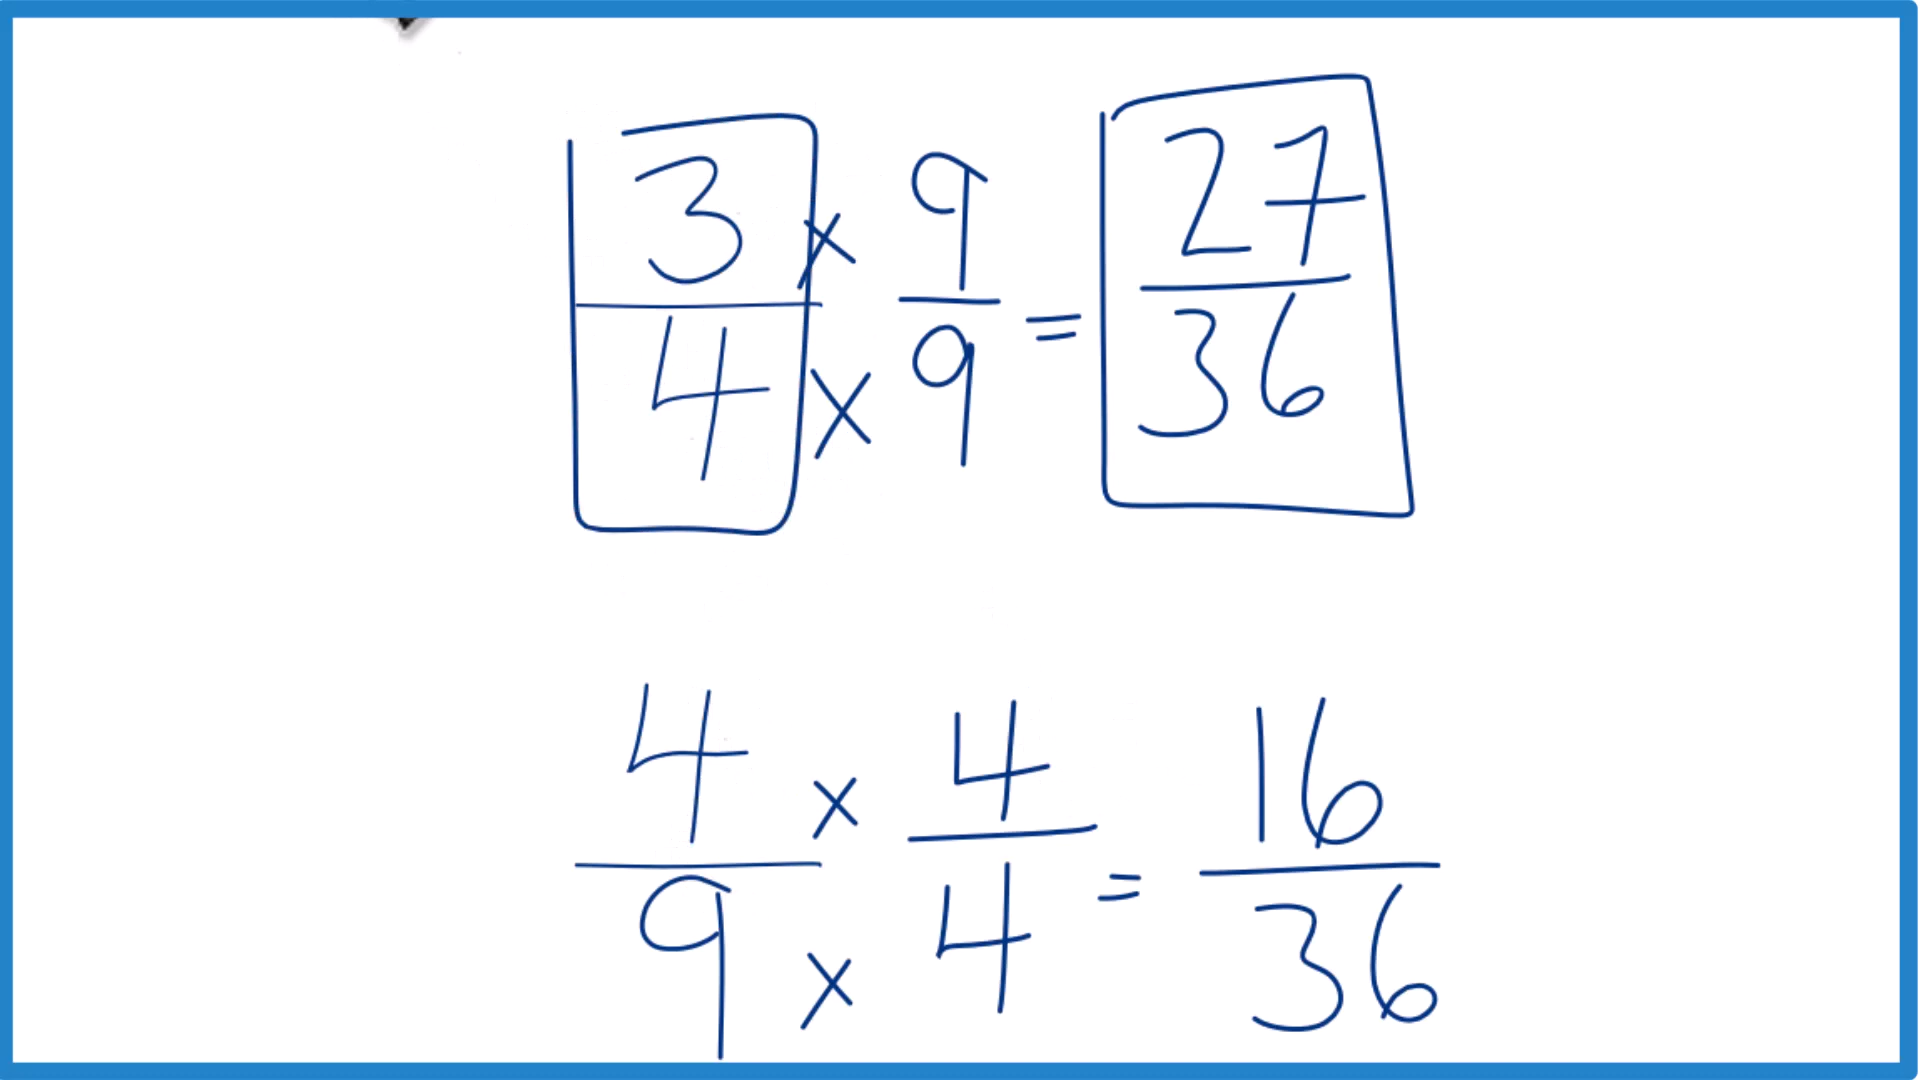 3/4 × 9/9 = 27/36
4/9 × 4/4 = 16/36